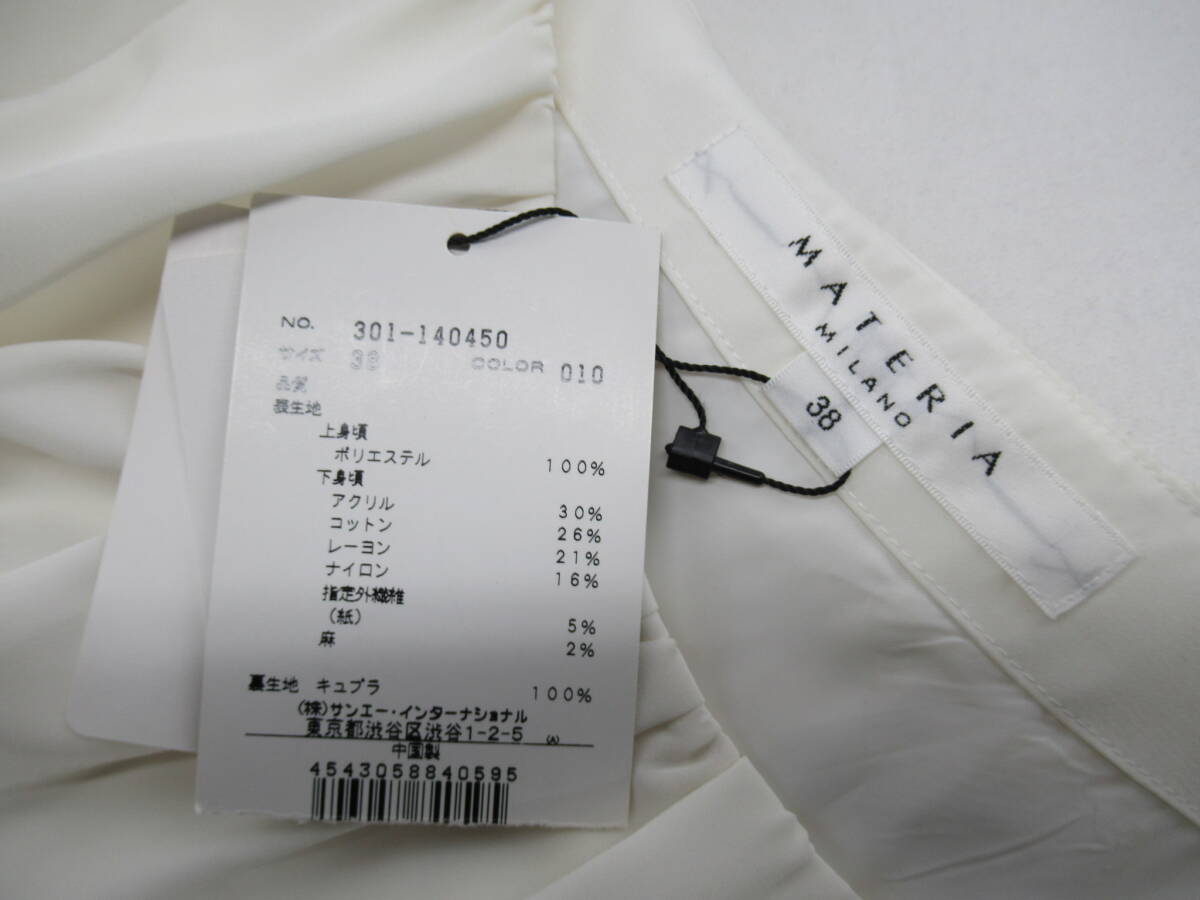 NO. 301-140450
サイズ 38 COLOR 010
品質
表生地
上身頃
ポリエステル 100%
下身頃
アクリル 30%
コットン 26%
レーヨン 21%
ナイロン 16%
指定外繊維
(紙) 5%
麻 2%
裏生地 キュプラ 100%
(株)サンエー・インターナショナル
東京都渋谷区渋谷1-2-5 (A)
中国製
4543058840595
MATERIA
MILANO
38